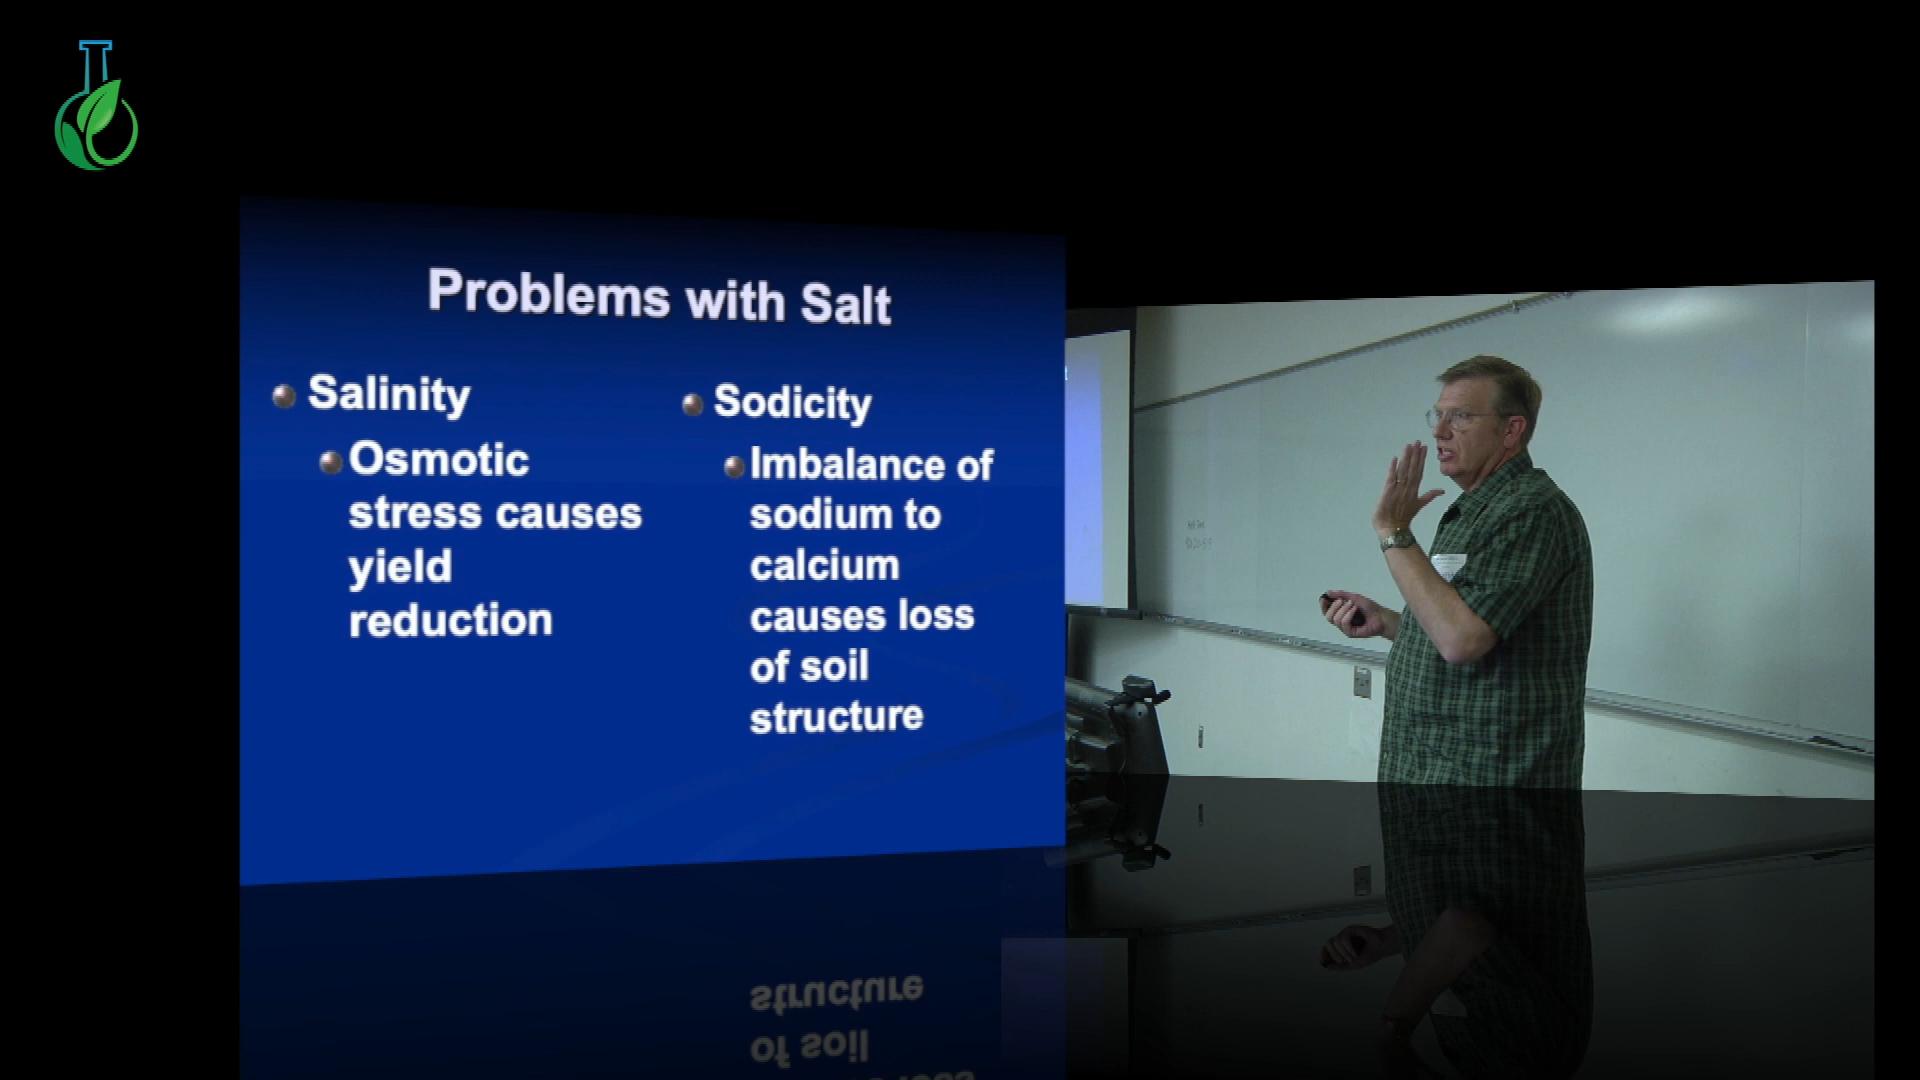 Problems with Salt
Salinity
Osmotic
stress causes
yield
reduction
Sodicity
Imbalance of
sodium to
calcium
causes loss
of soil
structure